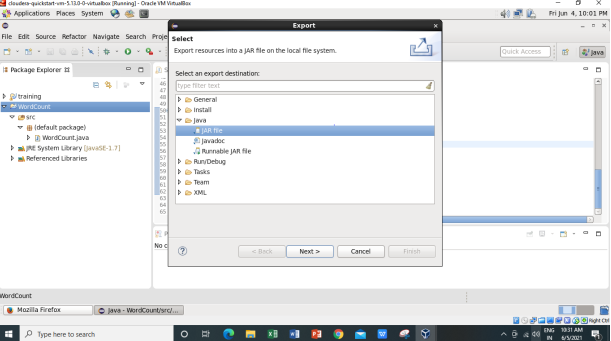 cloudera-quickstart-vm-5.13.0-0-virtualbox [Running] - Oracle VM VirtualBox
Applications Places System
Fri Jun 4, 10:01 PM
Export
File Edit Source Refactor Navigate Search Proje
Select
Export resources into a JAR file on the local file system.
Quick Access
Java
Package Explorer
Select an export destination:
type filter text
training
WordCount
src
(default package)
WordCount.java
JRE System Library [JavaSE-1.7]
Referenced Libraries
46
47
48
49
50
51
52
53
54
55
56
57
58
59
60
61
62
63
64
65
General
Install
Java
JAR file
Javadoc
Runnable JAR file
Run/Debug
Tasks
Team
XML
No c
< Back
Next >
Cancel
Finish
WordCount
Mozilla Firefox
Java - WordCount/src/...
Right Ctrl
Type here to search
ENG
IN
10:31 AM
6/5/2021